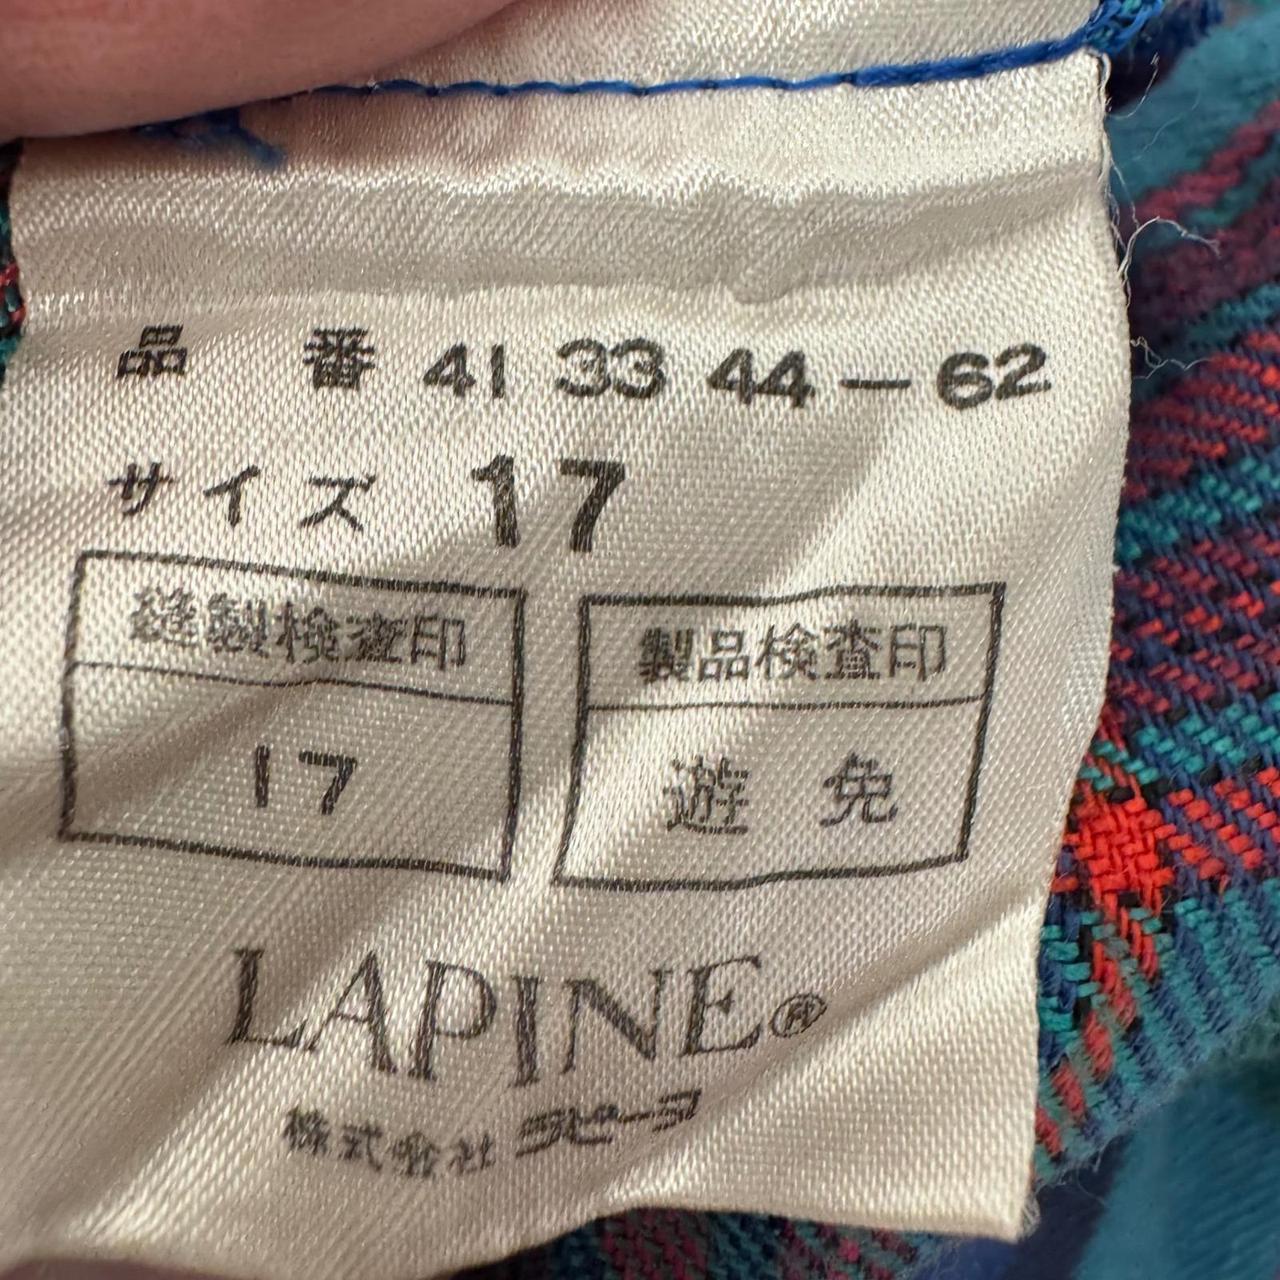 品 番 41 33 44-62
サイズ 17
縫製検査印 製品検査印
17 遊 免
LAPINE®
株式会社 ラピーヌ